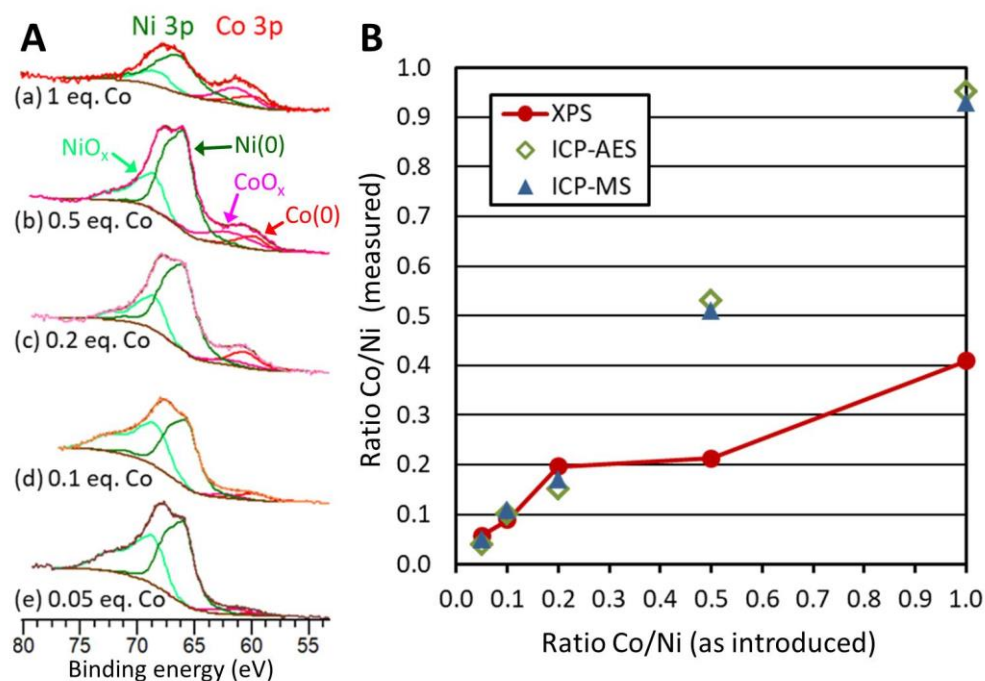 A
Ni 3p Co 3p
(a) 1 eq. Co
NiOₓ
Ni(0)
CoOₓ
Co(0)
(b) 0.5 eq. Co
(c) 0.2 eq. Co
(d) 0.1 eq. Co
(e) 0.05 eq. Co
80 75 70 65 60 55
Binding energy (eV)
B
Ratio Co/Ni (measured)
1.0
0.9
0.8
0.7
0.6
0.5
0.4
0.3
0.2
0.1
0.0
XPS
ICP-AES
ICP-MS
0.0 0.1 0.2 0.3 0.4 0.5 0.6 0.7 0.8 0.9 1.0
Ratio Co/Ni (as introduced)